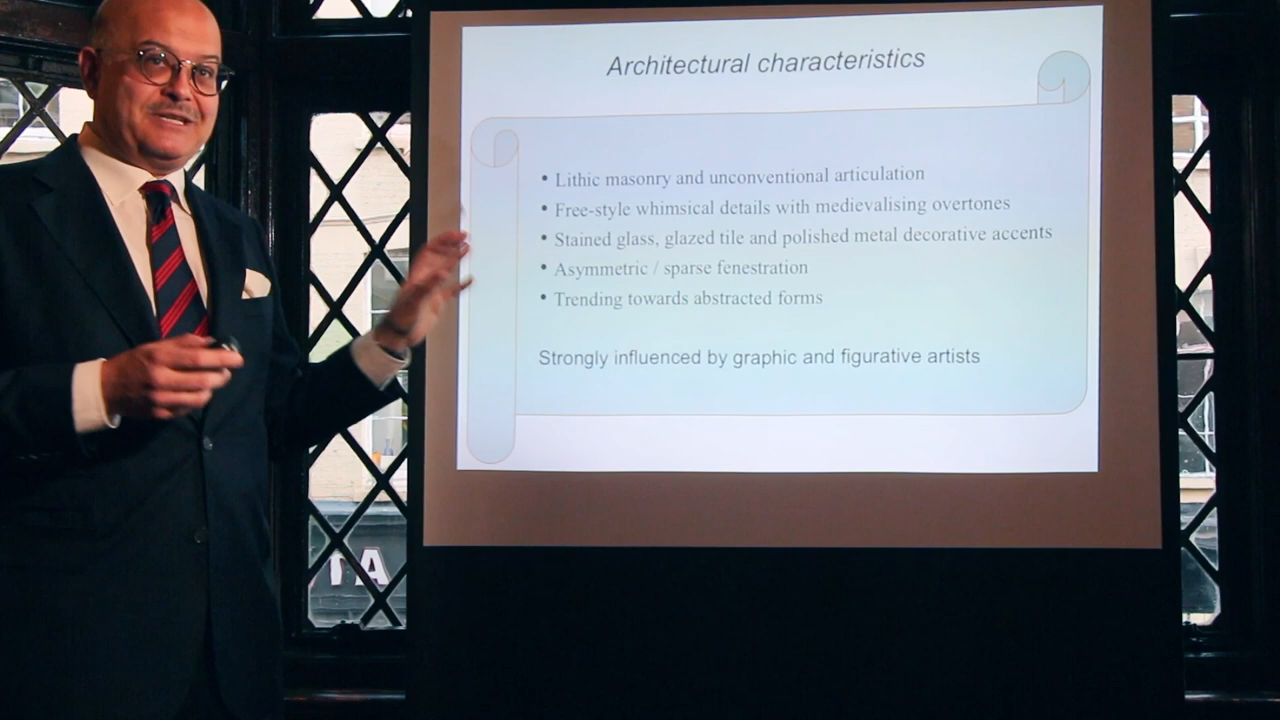 Architectural characteristics
• Lithic masonry and unconventional articulation
• Free-style whimsical details with medievalising overtones
• Stained glass, glazed tile and polished metal decorative accents
• Asymmetric / sparse fenestration
• Trending towards abstracted forms
Strongly influenced by graphic and figurative artists
TA